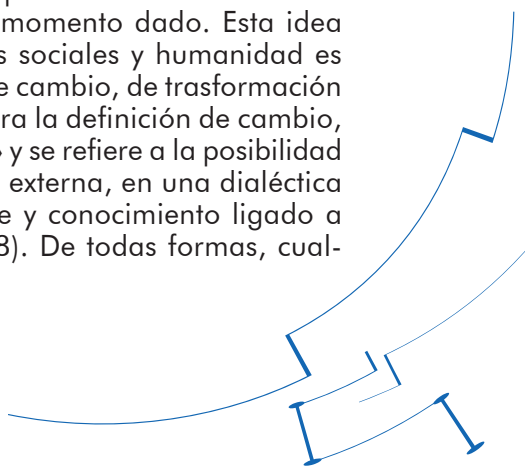 momento dado. Esta idea
s sociales y humanidad es
e cambio, de trasformación
ra la definición de cambio,
y se refiere a la posibilidad
externa, en una dialéctica
e y conocimiento ligado a
8). De todas formas, cual-